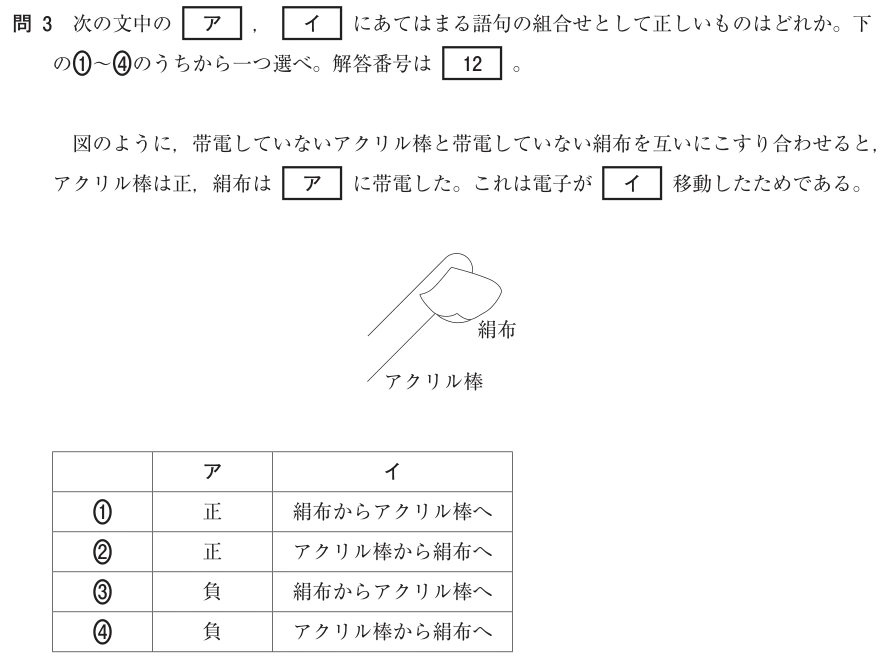 問 3 次の文中の ア , イ にあてはまる語句の組合せとして正しいものはどれか。下
の①~④のうちから一つ選べ。解答番号は 12 。
図のように,帯電していないアクリル棒と帯電していない絹布を互いにこすり合わせると,
アクリル棒は正,絹布は ア に帯電した。これは電子が イ 移動したためである。
絹布
アクリル棒
ア イ
① 正 絹布からアクリル棒へ
② 正 アクリル棒から絹布へ
③ 負 絹布からアクリル棒へ
④ 負 アクリル棒から絹布へ